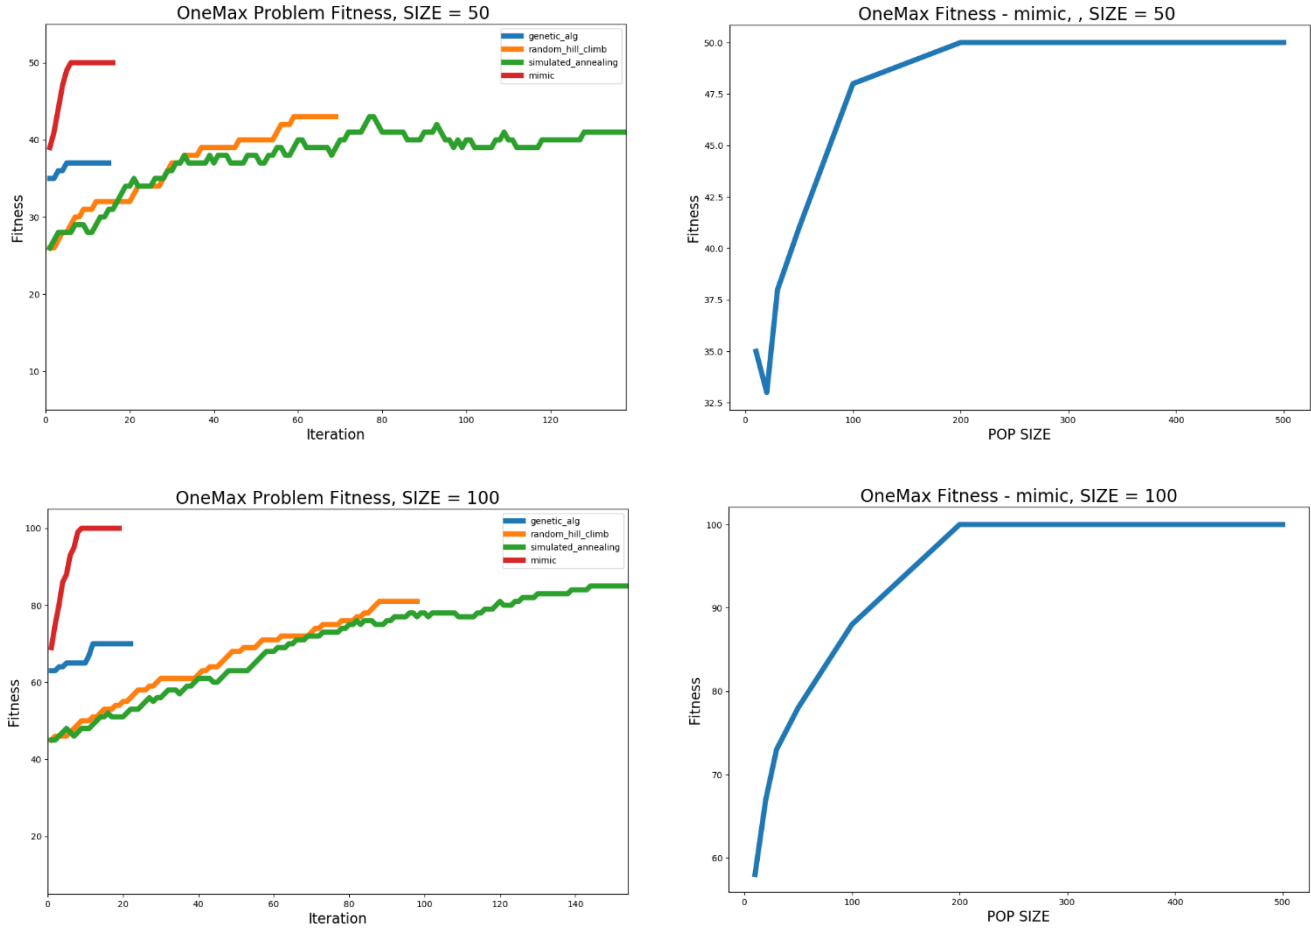 OneMax Problem Fitness, SIZE = 50
genetic_alg
random_hill_climb
simulated_annealing
mimic
50
40
30
20
10
Fitness
0
20
40
60
80
100
120
Iteration
OneMax Fitness - mimic, , SIZE = 50
50.0
47.5
45.0
42.5
40.0
37.5
35.0
32.5
Fitness
0
100
200
300
400
500
POP SIZE
OneMax Problem Fitness, SIZE = 100
genetic_alg
random_hill_climb
simulated_annealing
mimic
100
80
60
40
20
Fitness
0
20
40
60
80
100
120
140
Iteration
OneMax Fitness - mimic, SIZE = 100
100
90
80
70
60
Fitness
0
100
200
300
400
500
POP SIZE